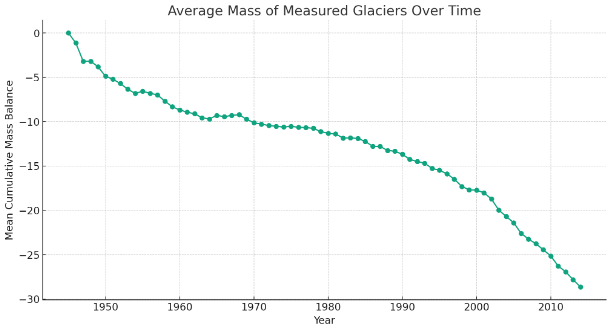 Average Mass of Measured Glaciers Over Time
Mean Cumulative Mass Balance
0
−5
−10
−15
−20
−25
−30
1950 1960 1970 1980 1990 2000 2010
Year